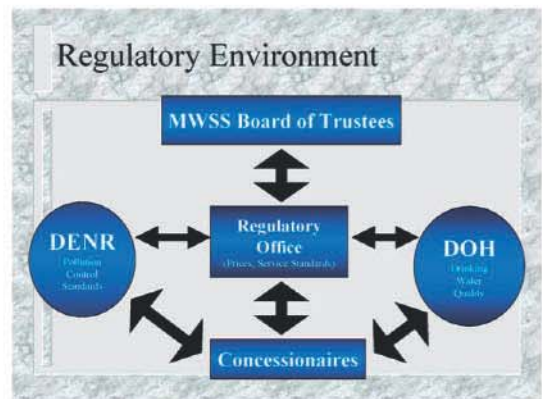 Regulatory Environment
MWSS Board of Trustees
DENR
Pollution
Control
Standards
Regulatory
Office
(Prices, Service Standards)
DOH
Drinking
Water
Quality
Concessionaires